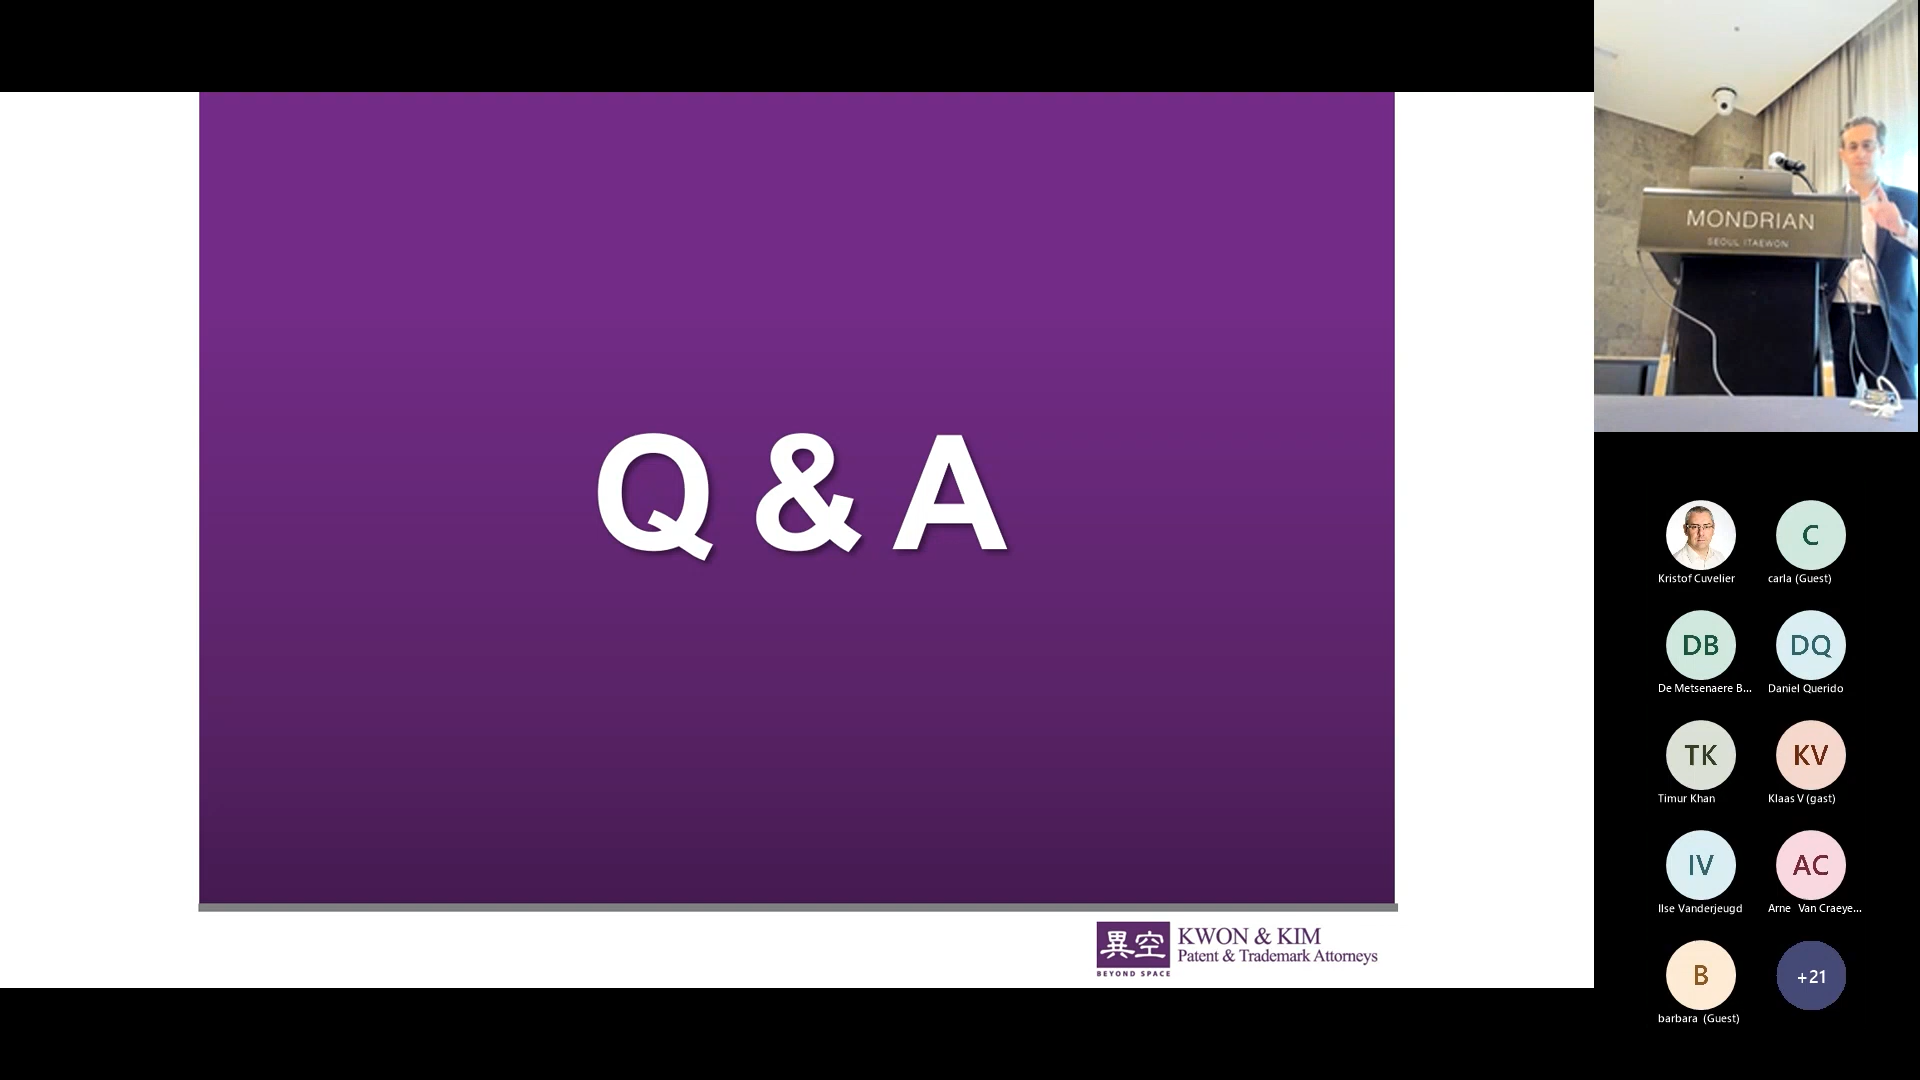 Q & A
異空
BEYOND SPACE
KWON & KIM
Patent & Trademark Attorneys
MONDRIAN
SEOUL ITAEWON
Kristof Cuvelier
C
carla (Guest)
DB
De Metsenaere B...
DQ
Daniel Querido
TK
Timur Khan
KV
Klaas V (gast)
IV
Ilse Vanderjeugd
AC
Arne Van Craeye...
B
barbara (Guest)
+21